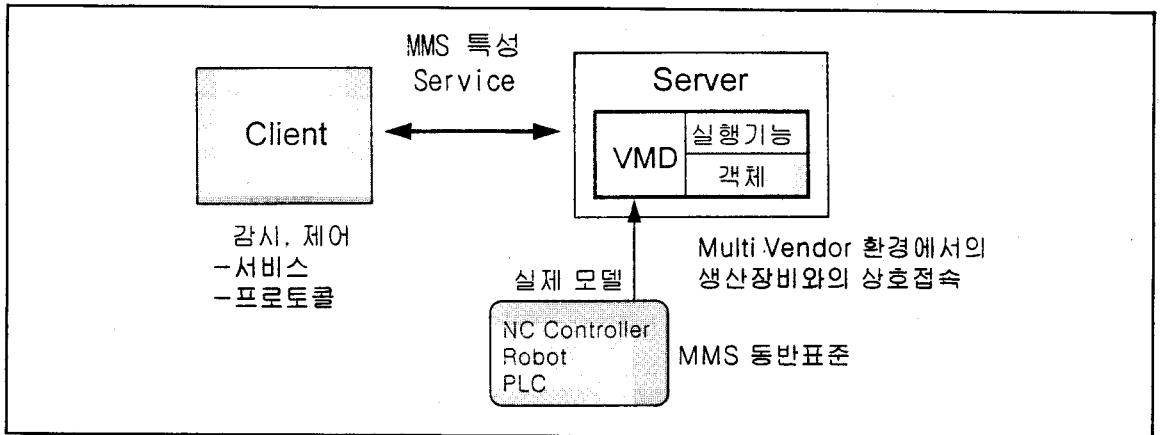 MMS 특성
Service
Client
Server
VMD
실행기능
객체
감시, 제어
-서비스
-프로토콜
Multi Vendor 환경에서의
생산장비와의 상호접속
실제 모델
NC Controller
Robot
PLC
MMS 동반표준